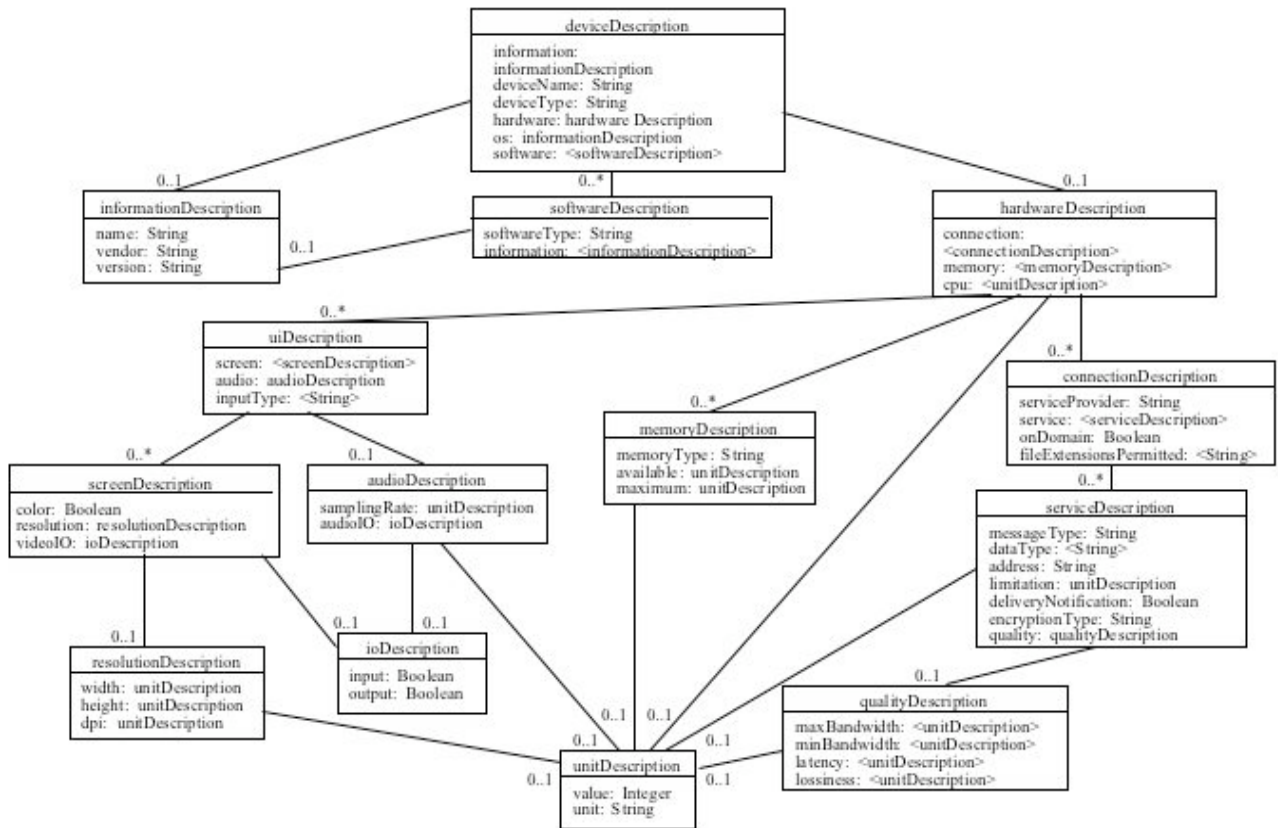 deviceDescription
information:
informationDescription
deviceName: String
deviceType: String
hardware: hardware Description
os: informationDescription
software: <softwareDescription>
0..1
0..*
0..1
informationDescription
name: String
vendor: String
version: String
0..1
softwareDescription
softwareType: String
information: <informationDescription>
hardwareDescription
connection:
<connectionDescription>
memory: <memoryDescription>
cpu: <unitDescription>
0..*
uiDescription
screen: <screenDescription>
audio: audioDescription
inputType: <String>
0..*
connectionDescription
serviceProvider: String
service: <serviceDescription>
onDomain: Boolean
fileExtensionsPermitted: <String>
0..*
memoryDescription
memoryType: String
available: unitDescription
maximum: unitDescription
0..*
0..1
screenDescription
color: Boolean
resolution: resolutionDescription
videoIO: ioDescription
audioDescription
samplingRate: unitDescription
audioIO: ioDescription
0..*
serviceDescription
messageType: String
dataType: <String>
address: String
limitation: unitDescription
deliveryNotification: Boolean
encryptionType: String
quality: qualityDescription
0..1
0..1
0..1
resolutionDescription
width: unitDescription
height: unitDescription
dpi: unitDescription
ioDescription
input: Boolean
output: Boolean
0..1
qualityDescription
maxBandwidth: <unitDescription>
minBandwidth: <unitDescription>
latency: <unitDescription>
lossiness: <unitDescription>
0..1
0..1
0..1
0..1
0..1
0..1
unitDescription
value: Integer
unit: String